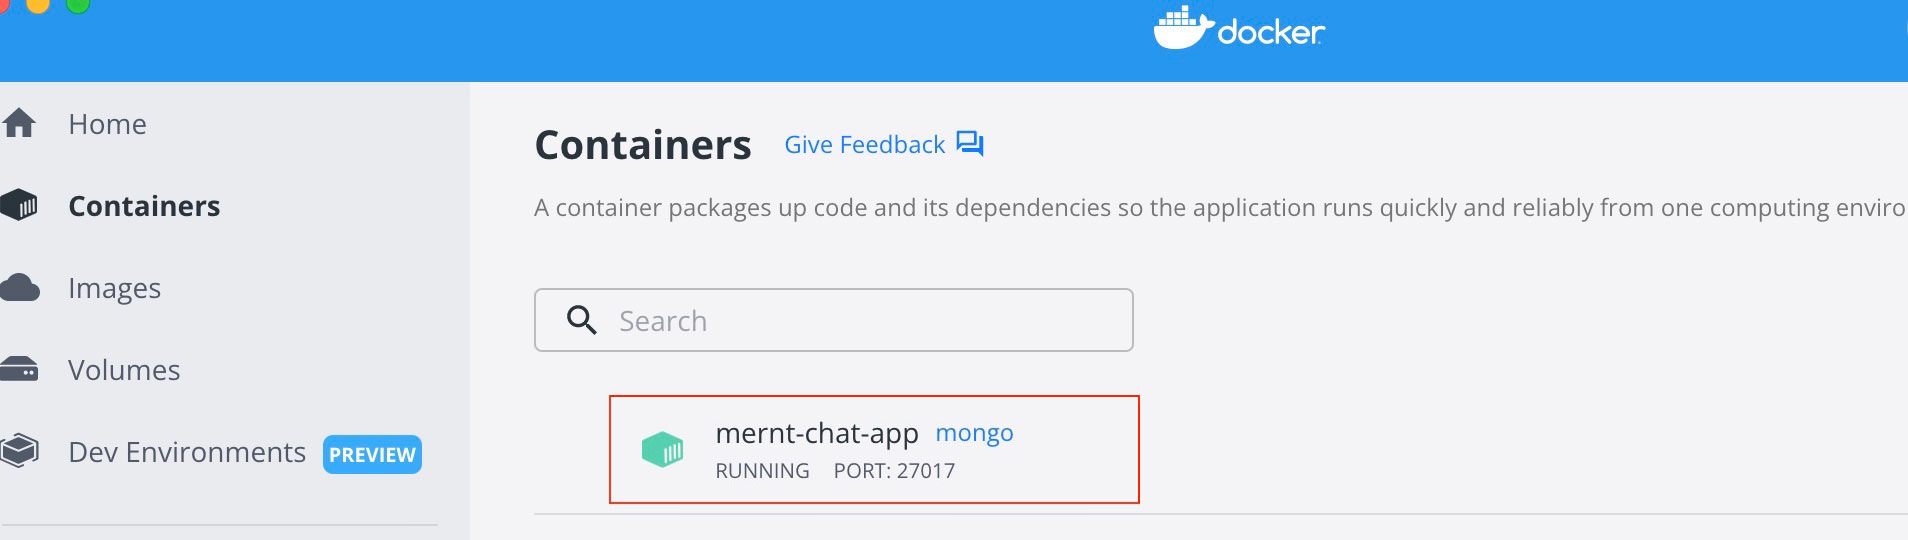 docker
Home
Containers
Images
Volumes
Dev Environments PREVIEW
Containers Give Feedback
A container packages up code and its dependencies so the application runs quickly and reliably from one computing enviro
Search
mernt-chat-app mongo
RUNNING PORT: 27017